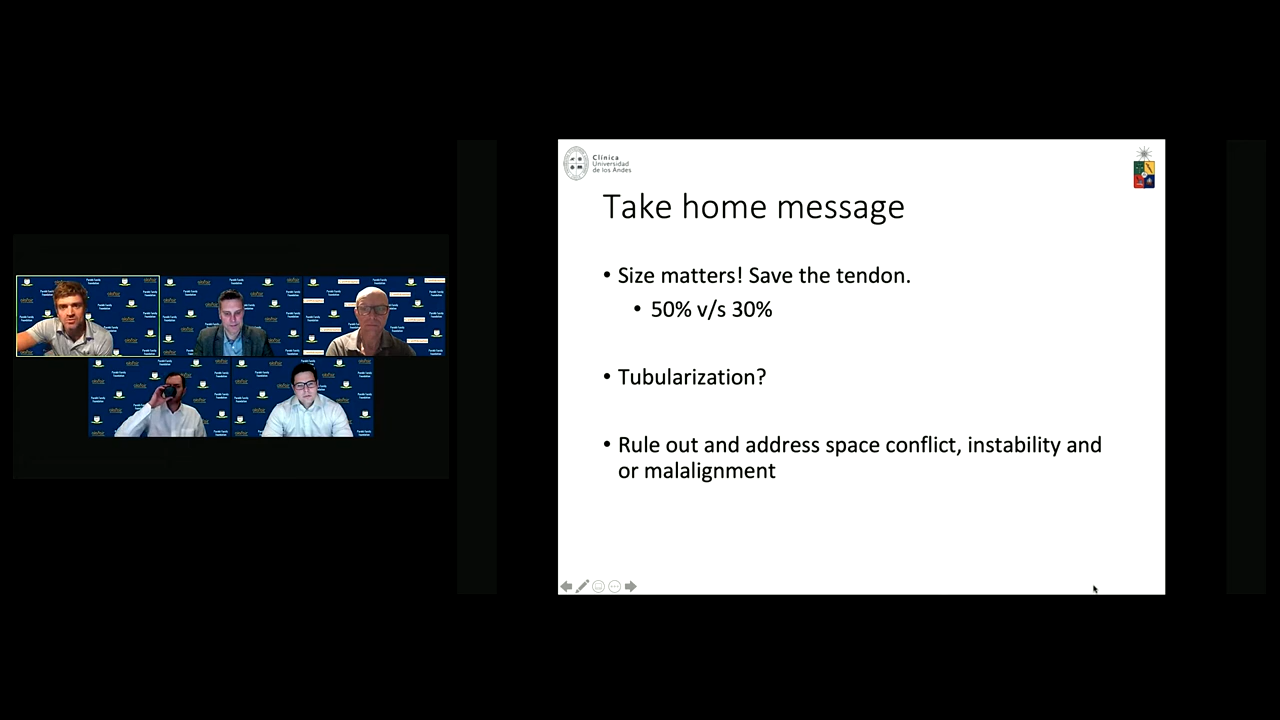 Clínica
Universidad
de los Andes
Take home message
• Size matters! Save the tendon.
• 50% v/s 30%
• Tubularization?
• Rule out and address space conflict, instability and
or malalignment